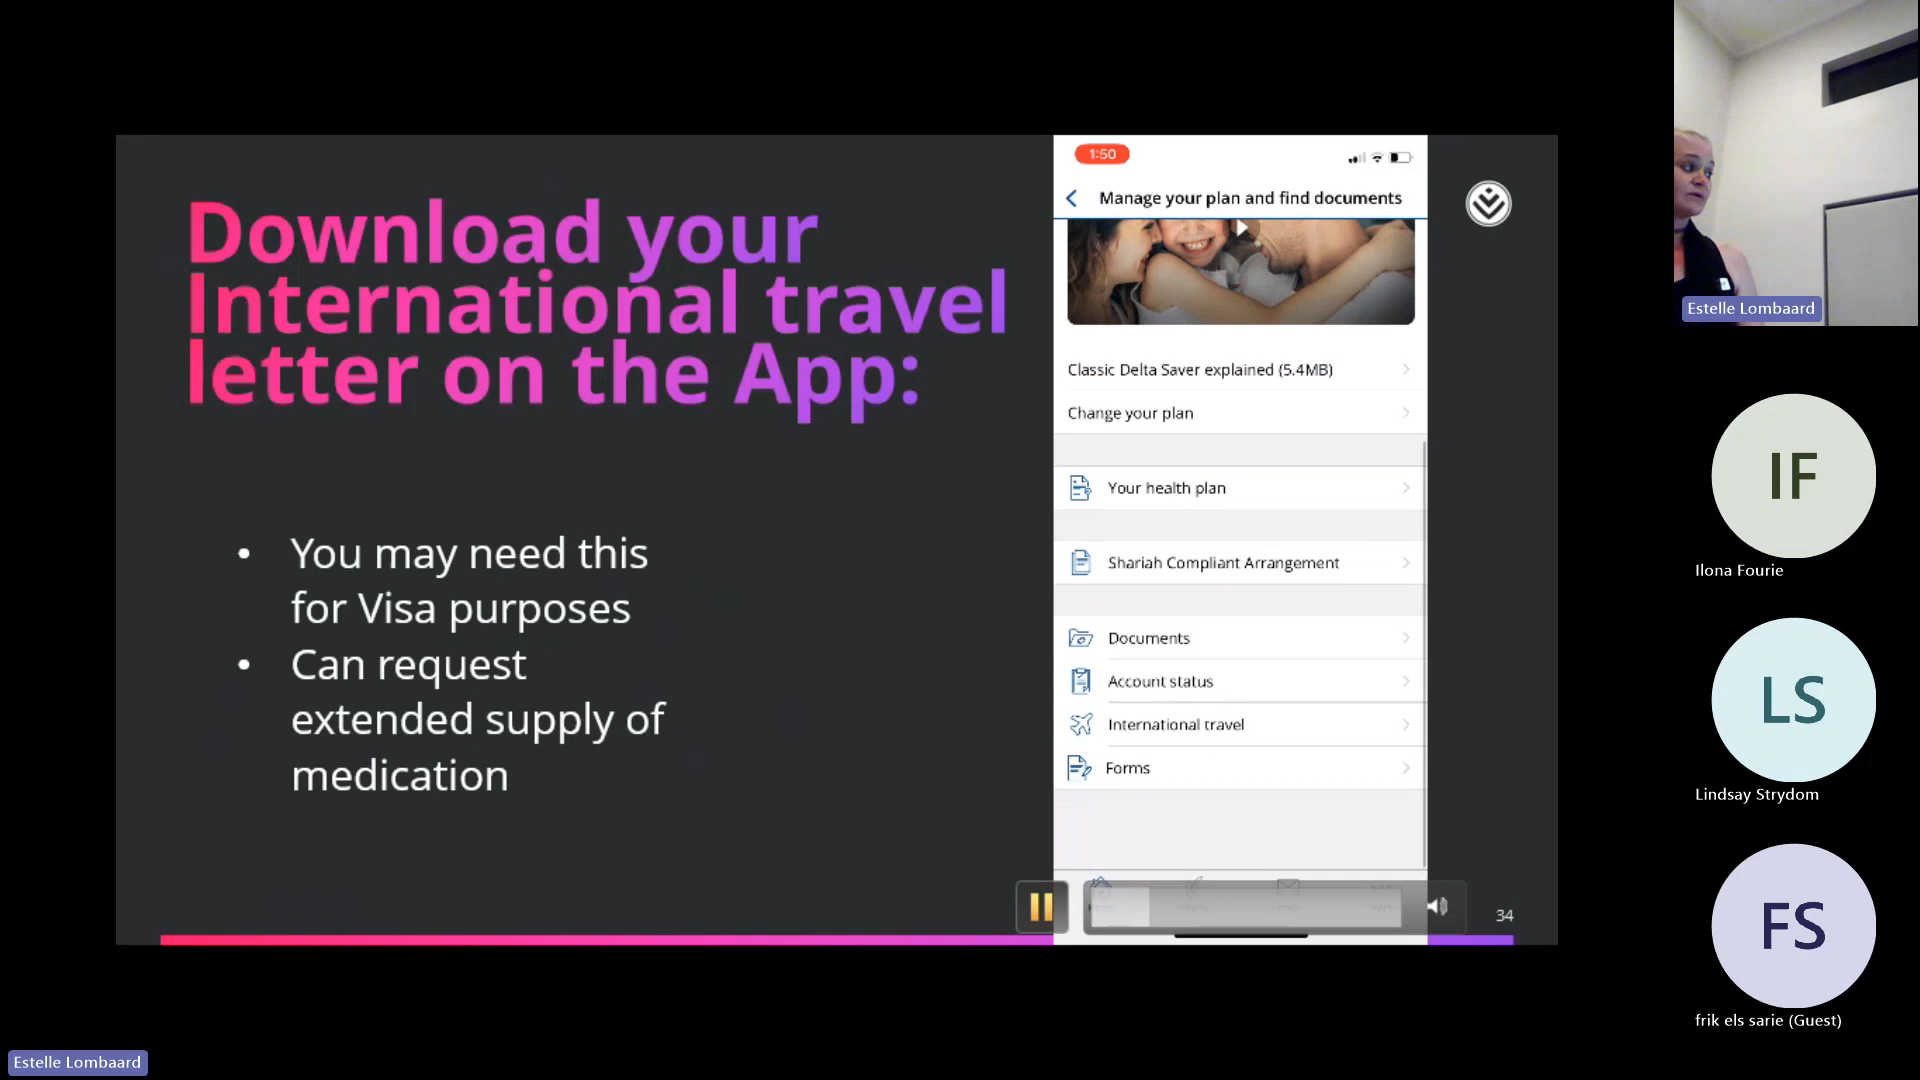 Download your
International travel
letter on the App:
• You may need this
for Visa purposes
• Can request
extended supply of
medication
1:50
Manage your plan and find documents
Classic Delta Saver explained (5.4MB)
Change your plan
Your health plan
Shariah Compliant Arrangement
Documents
Account status
International travel
Forms
34
Estelle Lombaard
IF
Ilona Fourie
LS
Lindsay Strydom
FS
frik els sarie (Guest)
Estelle Lombaard